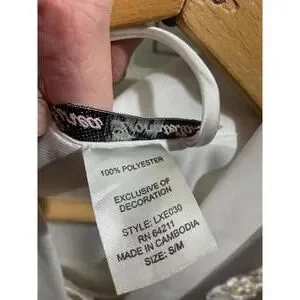 100% POLYESTER
EXCLUSIVE OF
DECORATION
STYLE: LXE030
RN 64211
MADE IN CAMBODIA
SIZE: S/M